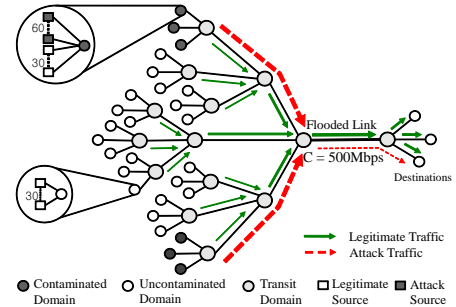 60
30
Flooded Link
C = 500Mbps
Destinations
30
Legitimate Traffic
Attack Traffic
Contaminated Domain
Uncontaminated Domain
Transit Domain
Legitimate Source
Attack Source